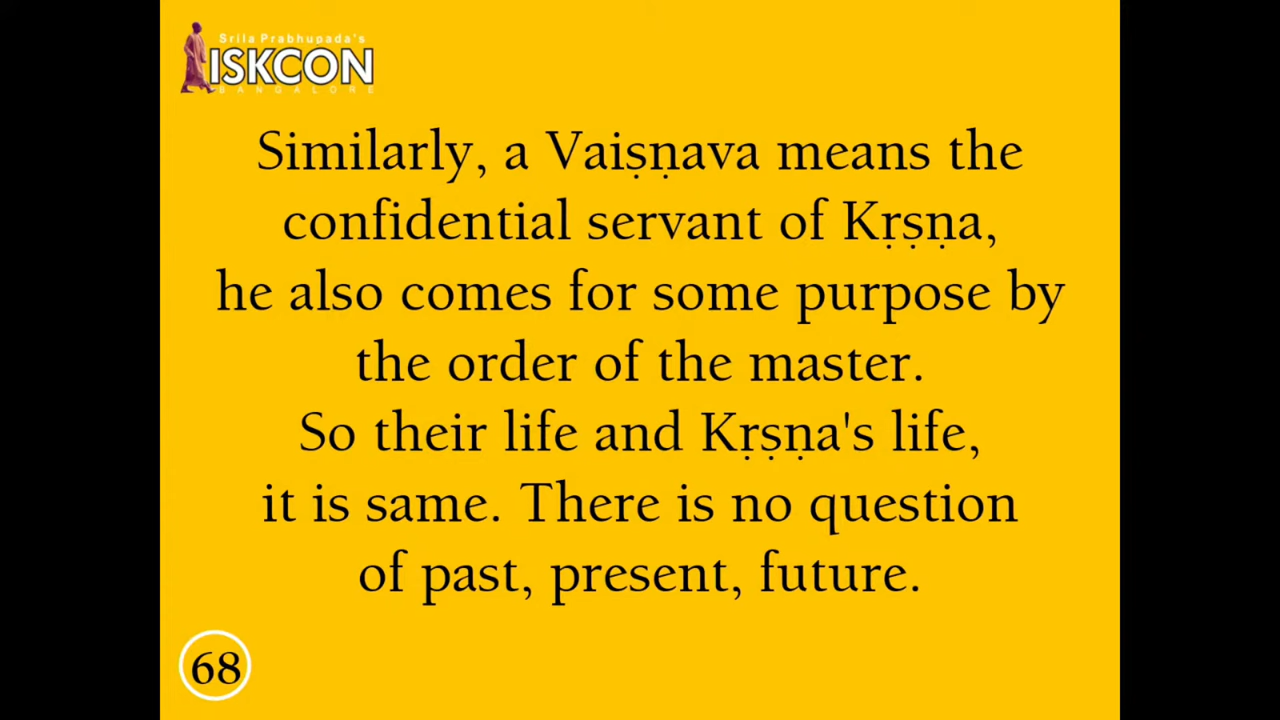 Srila Prabhupada's
ISKCON
BANGALORE
Similarly, a Vaiṣṇava means the
confidential servant of Kṛṣṇa,
he also comes for some purpose by
the order of the master.
So their life and Kṛṣṇa's life,
it is same. There is no question
of past, present, future.
68